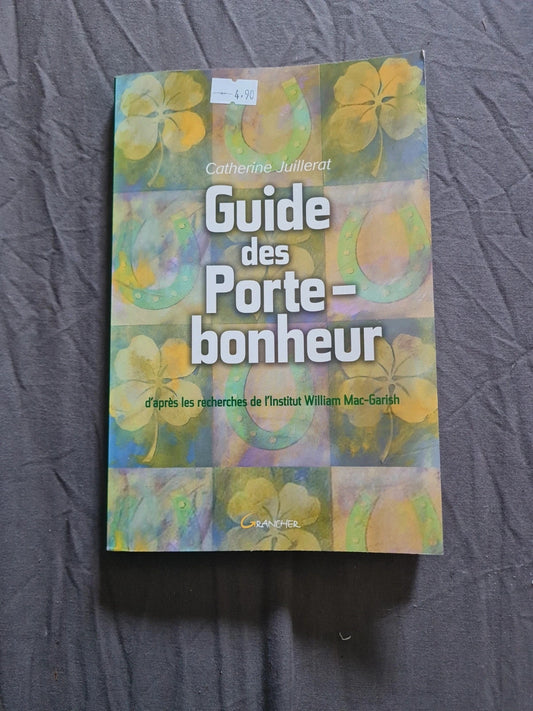 4.90
Catherine Juillerat
Guide
des
Porte-
bonheur
d'après les recherches de l'Institut William Mac-Garish
GRANCHER